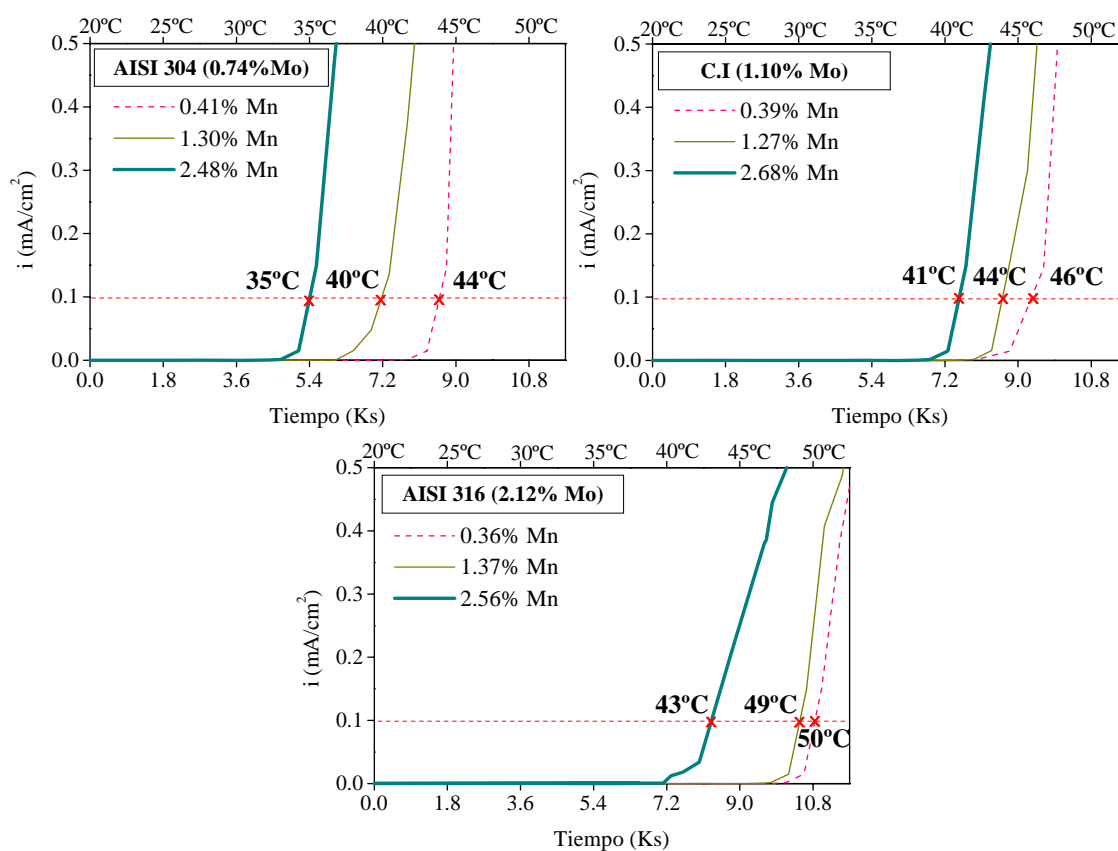 20ºC 25ºC 30ºC 35ºC 40ºC 45ºC 50ºC
AISI 304 (0.74%Mo)
0.41% Mn
1.30% Mn
2.48% Mn
35ºC 40ºC 44ºC
0.5
0.4
0.3
0.2
0.1
0.0
i (mA/cm²)
0.0 1.8 3.6 5.4 7.2 9.0 10.8
Tiempo (Ks)
20ºC 25ºC 30ºC 35ºC 40ºC 45ºC 50ºC
C.I (1.10% Mo)
0.39% Mn
1.27% Mn
2.68% Mn
41ºC 44ºC 46ºC
0.5
0.4
0.3
0.2
0.1
0.0
i (mA/cm²)
0.0 1.8 3.6 5.4 7.2 9.0 10.8
Tiempo (Ks)
20ºC 25ºC 30ºC 35ºC 40ºC 45ºC 50ºC
AISI 316 (2.12% Mo)
0.36% Mn
1.37% Mn
2.56% Mn
43ºC 49ºC
50ºC
0.5
0.4
0.3
0.2
0.1
0.0
i (mA/cm²)
0.0 1.8 3.6 5.4 7.2 9.0 10.8
Tiempo (Ks)